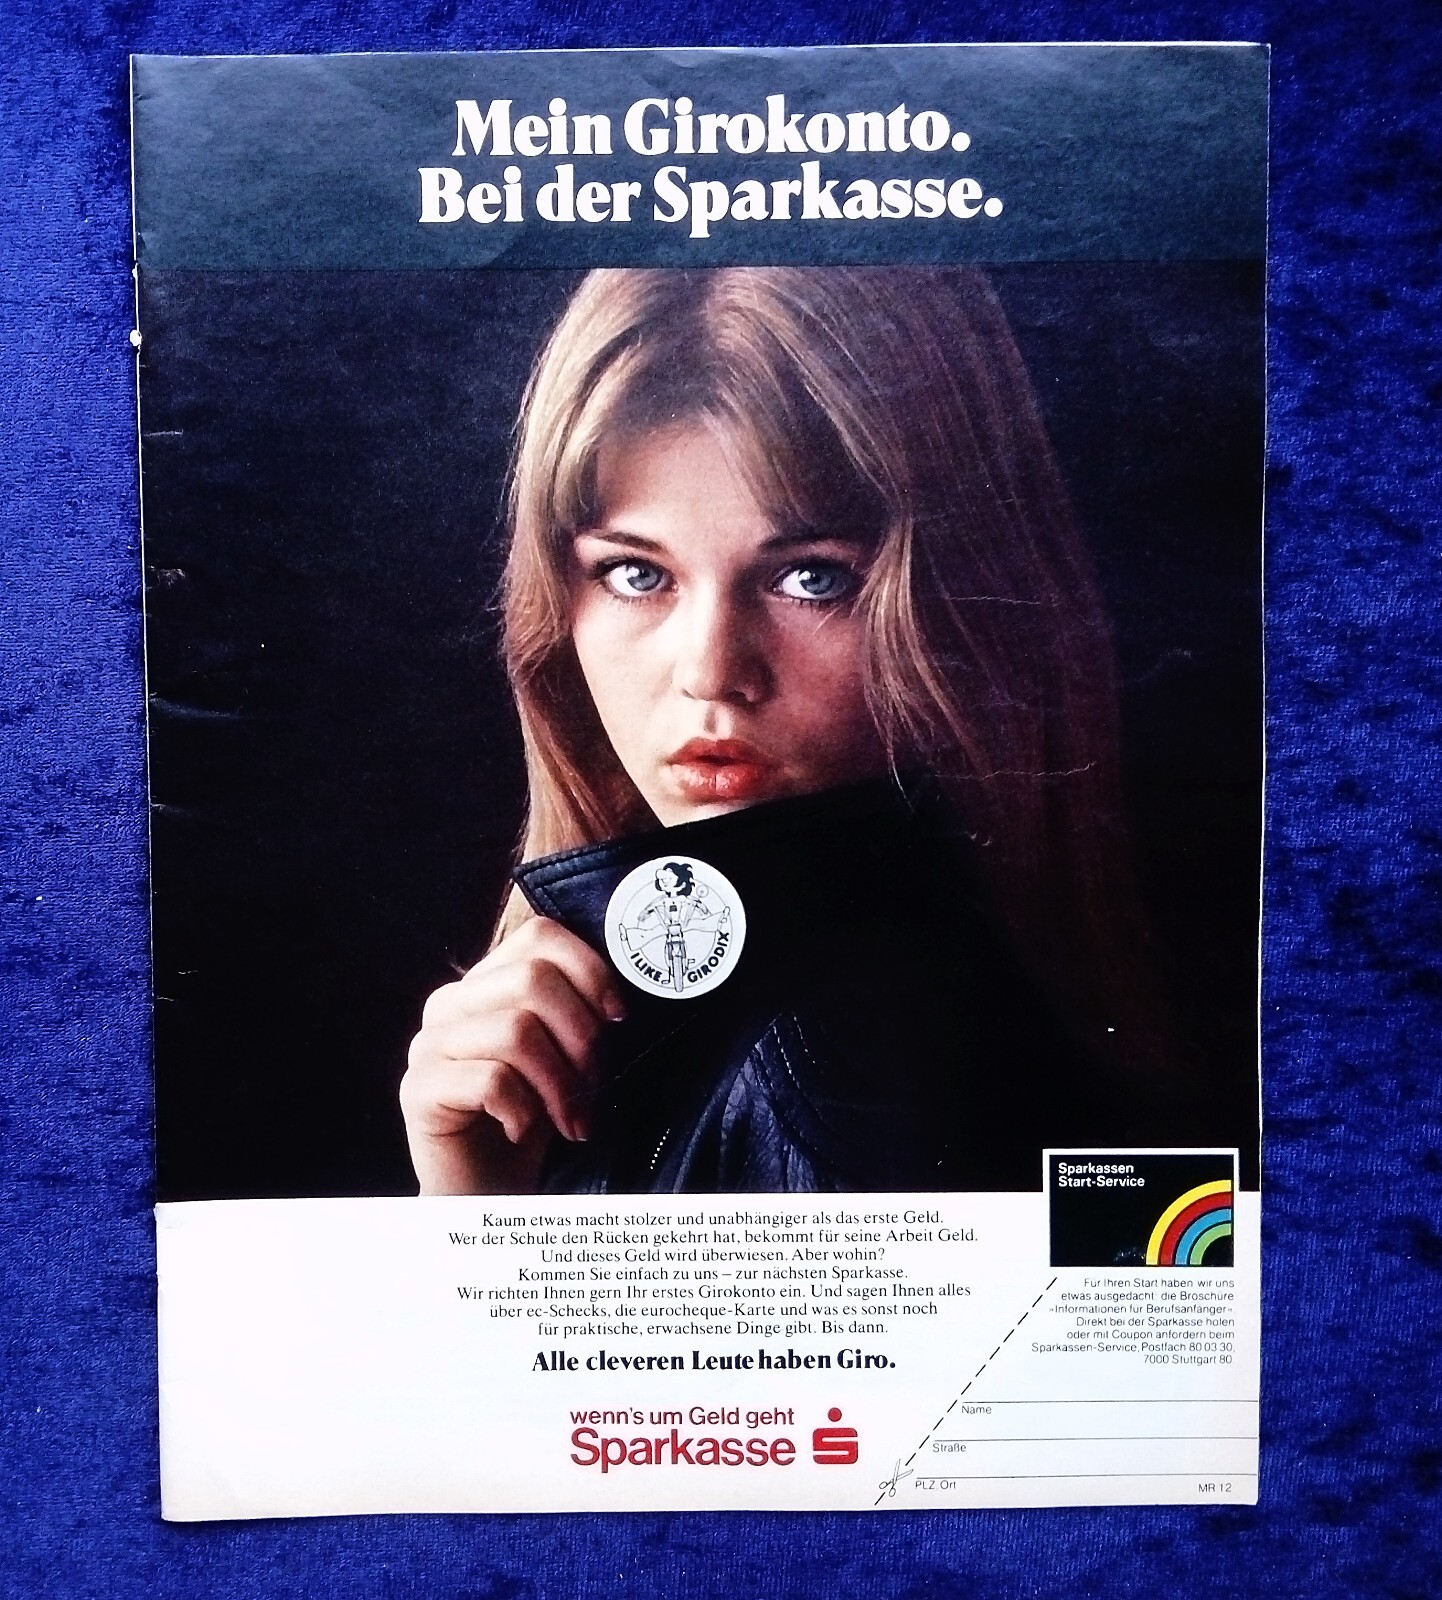 Mein Girokonto.
Bei der Sparkasse.
I LIKE GIRODIX
Sparkassen
Start-Service
Kaum etwas macht stolzer und unabhängiger als das erste Geld.
Wer der Schule den Rücken gekehrt hat, bekommt für seine Arbeit Geld.
Und dieses Geld wird überwiesen. Aber wohin?
Kommen Sie einfach zu uns – zur nächsten Sparkasse.
Wir richten Ihnen gern Ihr erstes Girokonto ein. Und sagen Ihnen alles
über ec-Schecks, die eurocheque-Karte und was es sonst noch
für praktische, erwachsene Dinge gibt. Bis dann.
Alle cleveren Leute haben Giro.
wenn's um Geld geht
Sparkasse
Für Ihren Start haben wir uns
etwas ausgedacht: die Broschüre
»Informationen für Berufsanfänger«.
Direkt bei der Sparkasse holen
oder mit Coupon anfordern beim
Sparkassen-Service, Postfach 80 03 30,
7000 Stuttgart 80
Name
Straße
PLZ, Ort
MR 12